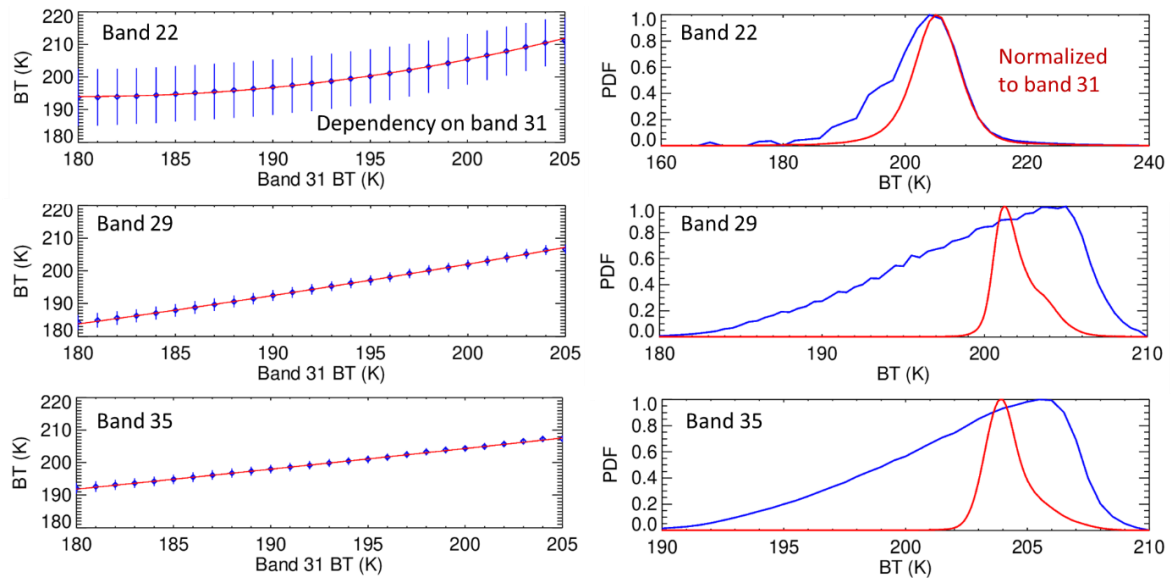 BT (K)
220
210
200
190
180
Band 22
Dependency on band 31
180 185 190 195 200 205
Band 31 BT (K)
PDF
1.0
0.8
0.6
0.4
0.2
0.0
Band 22
Normalized
to band 31
160 180 200 220 240
BT (K)
BT (K)
220
210
200
190
180
Band 29
180 185 190 195 200 205
Band 31 BT (K)
PDF
1.0
0.8
0.6
0.4
0.2
0.0
Band 29
180 190 200 210
BT (K)
BT (K)
220
210
200
190
180
Band 35
180 185 190 195 200 205
Band 31 BT (K)
PDF
1.0
0.8
0.6
0.4
0.2
0.0
Band 35
190 195 200 205 210
BT (K)